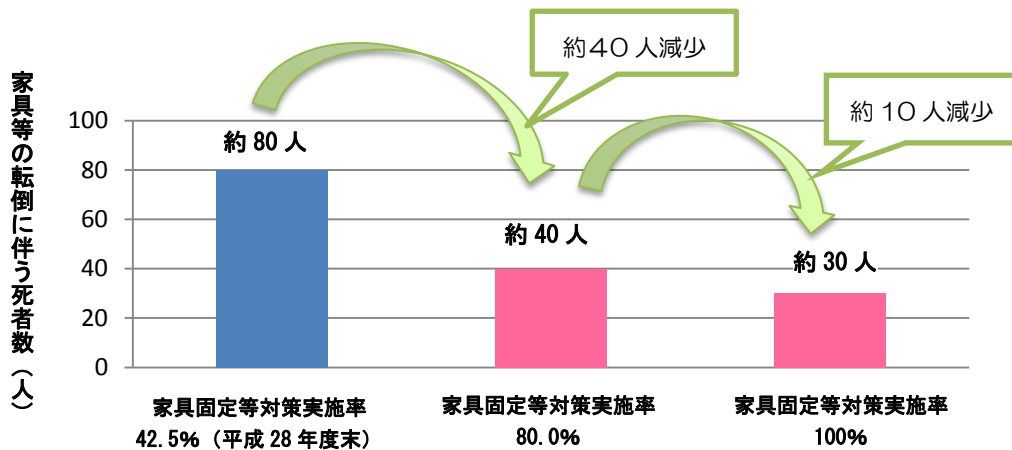 家具等の転倒に伴う死者数（人）
約４０人減少
約１０人減少
100
80
60
40
20
0
約 80 人
約 40 人
約 30 人
家具固定等対策実施率
42.5%（平成 28 年度末）
家具固定等対策実施率
80.0%
家具固定等対策実施率
100%